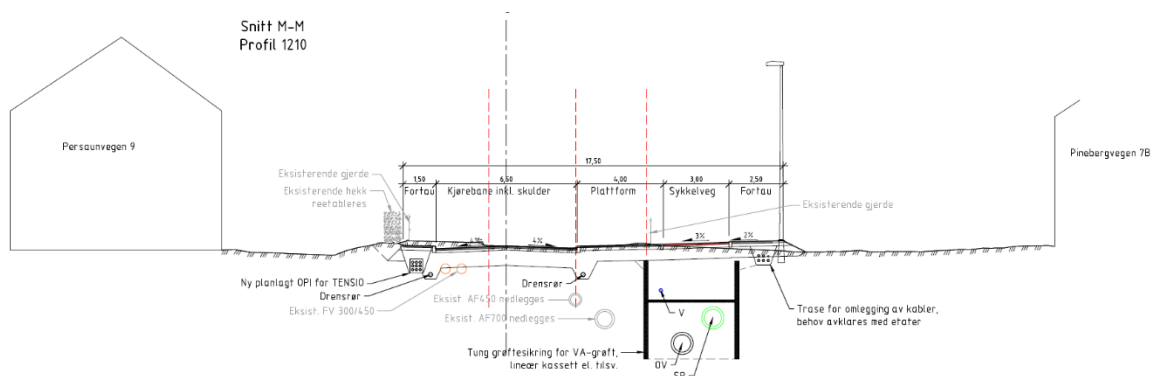 Snitt M-M
Profil 1210
Persaunvegen 9
Pinebergvegen 7B
Eksisterende gjerde
Eksisterende hekk
reetableres
17,50
1,50
6,50
4,00
3,00
2,50
Fortau
Kjørebane inkl. skulder
Plattform
Sykkelveg
Fortau
Eksisterende gjerde
4%
4%
3%
2%
Ny planlagt OPI for TENSIO
Drensrør
Eksist. FV 300/450
Drensrør
Eksist. AF450 nedlegges
Eksist. AF700 nedlegges
V
Trase for omlegging av kabler,
behov avklares med etater
Tung grøftesikring for VA-grøft,
lineær kassett el. tilsv.
OV
SP